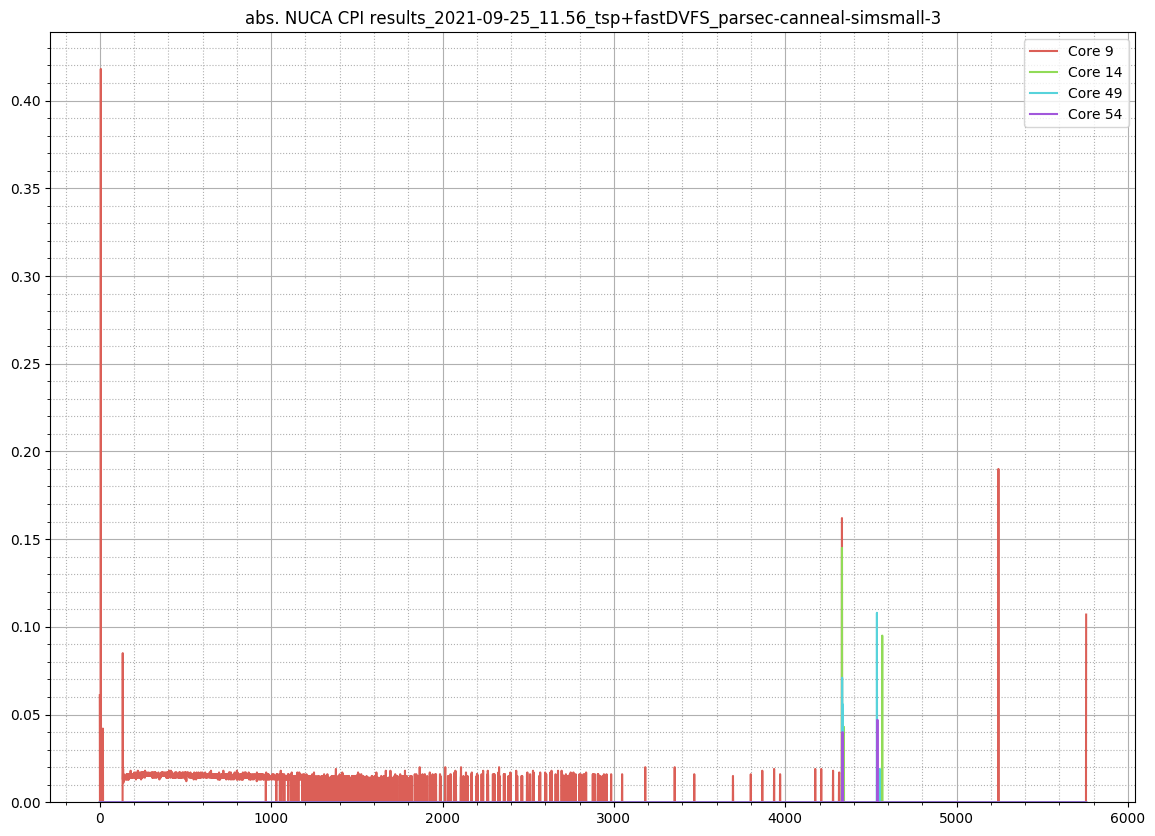 abs. NUCA CPI results_2021-09-25_11.56_tsp+fastDVFS_parsec-canneal-simsmall-3
Core 9
Core 14
Core 49
Core 54
0.40
0.35
0.30
0.25
0.20
0.15
0.10
0.05
0.00
0 1000 2000 3000 4000 5000 6000